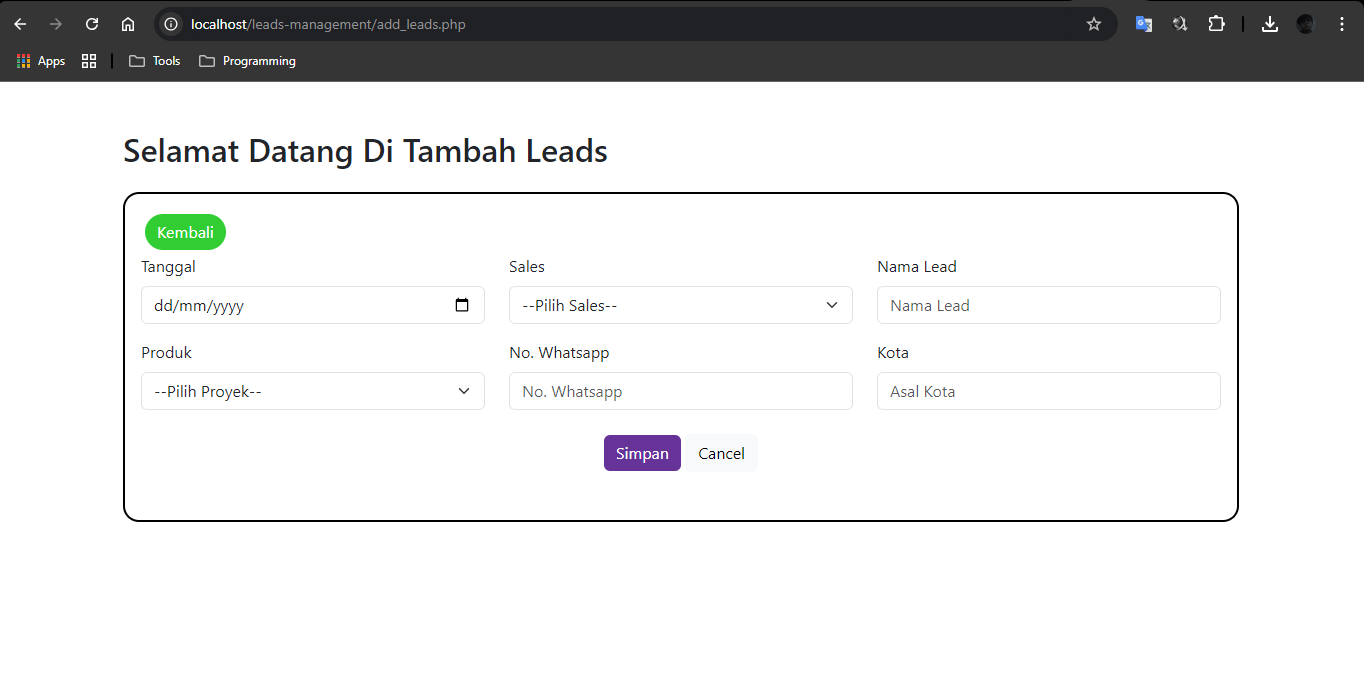 localhost/leads-management/add_leads.php
Apps Tools Programming
Selamat Datang Di Tambah Leads
Kembali
Tanggal Sales Nama Lead
dd/mm/yyyy --Pilih Sales-- Nama Lead
Produk No. Whatsapp Kota
--Pilih Proyek-- No. Whatsapp Asal Kota
Simpan Cancel